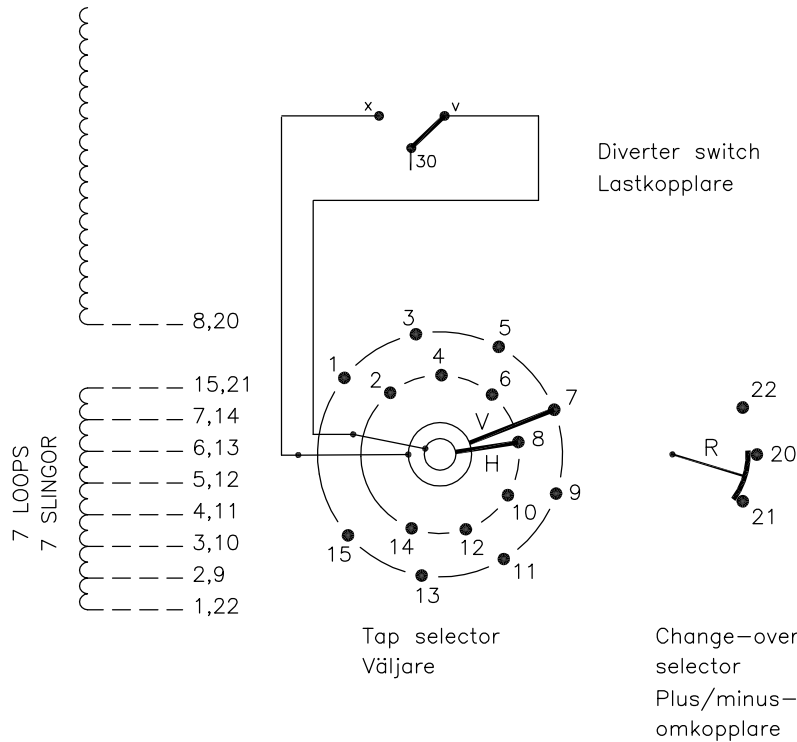 x
v
30
Diverter switch
Lastkopplare
8,20
15,21
7,14
6,13
5,12
4,11
3,10
2,9
1,22
7 LOOPS
7 SLINGOR
3
5
1
4
2
6
7
V
8
H
9
10
14
12
15
11
13
Tap selector
Väljare
22
R
20
21
Change-over
selector
Plus/minus-
omkopplare